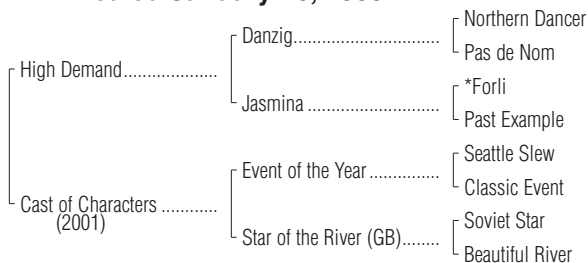 Northern Dancer
Danzig................................
Pas de Nom
High Demand....................
*Forli
Jasmina ............................
Past Example
Seattle Slew
Event of the Year ...............
Classic Event
Cast of Characters ............
(2001)
Soviet Star
Star of the River (GB)........
Beautiful River